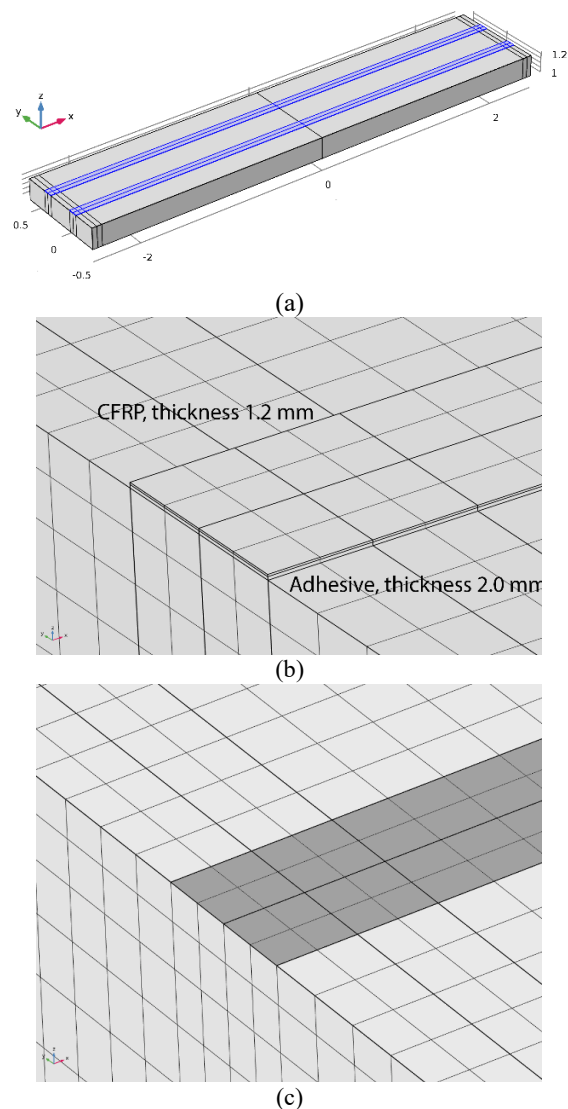 1.2
1
z
y
x
2
0
0.5
-2
0
-0.5
(a)
CFRP, thickness 1.2 mm
Adhesive, thickness 2.0 mm
z
y
x
(b)
z
y
x
(c)